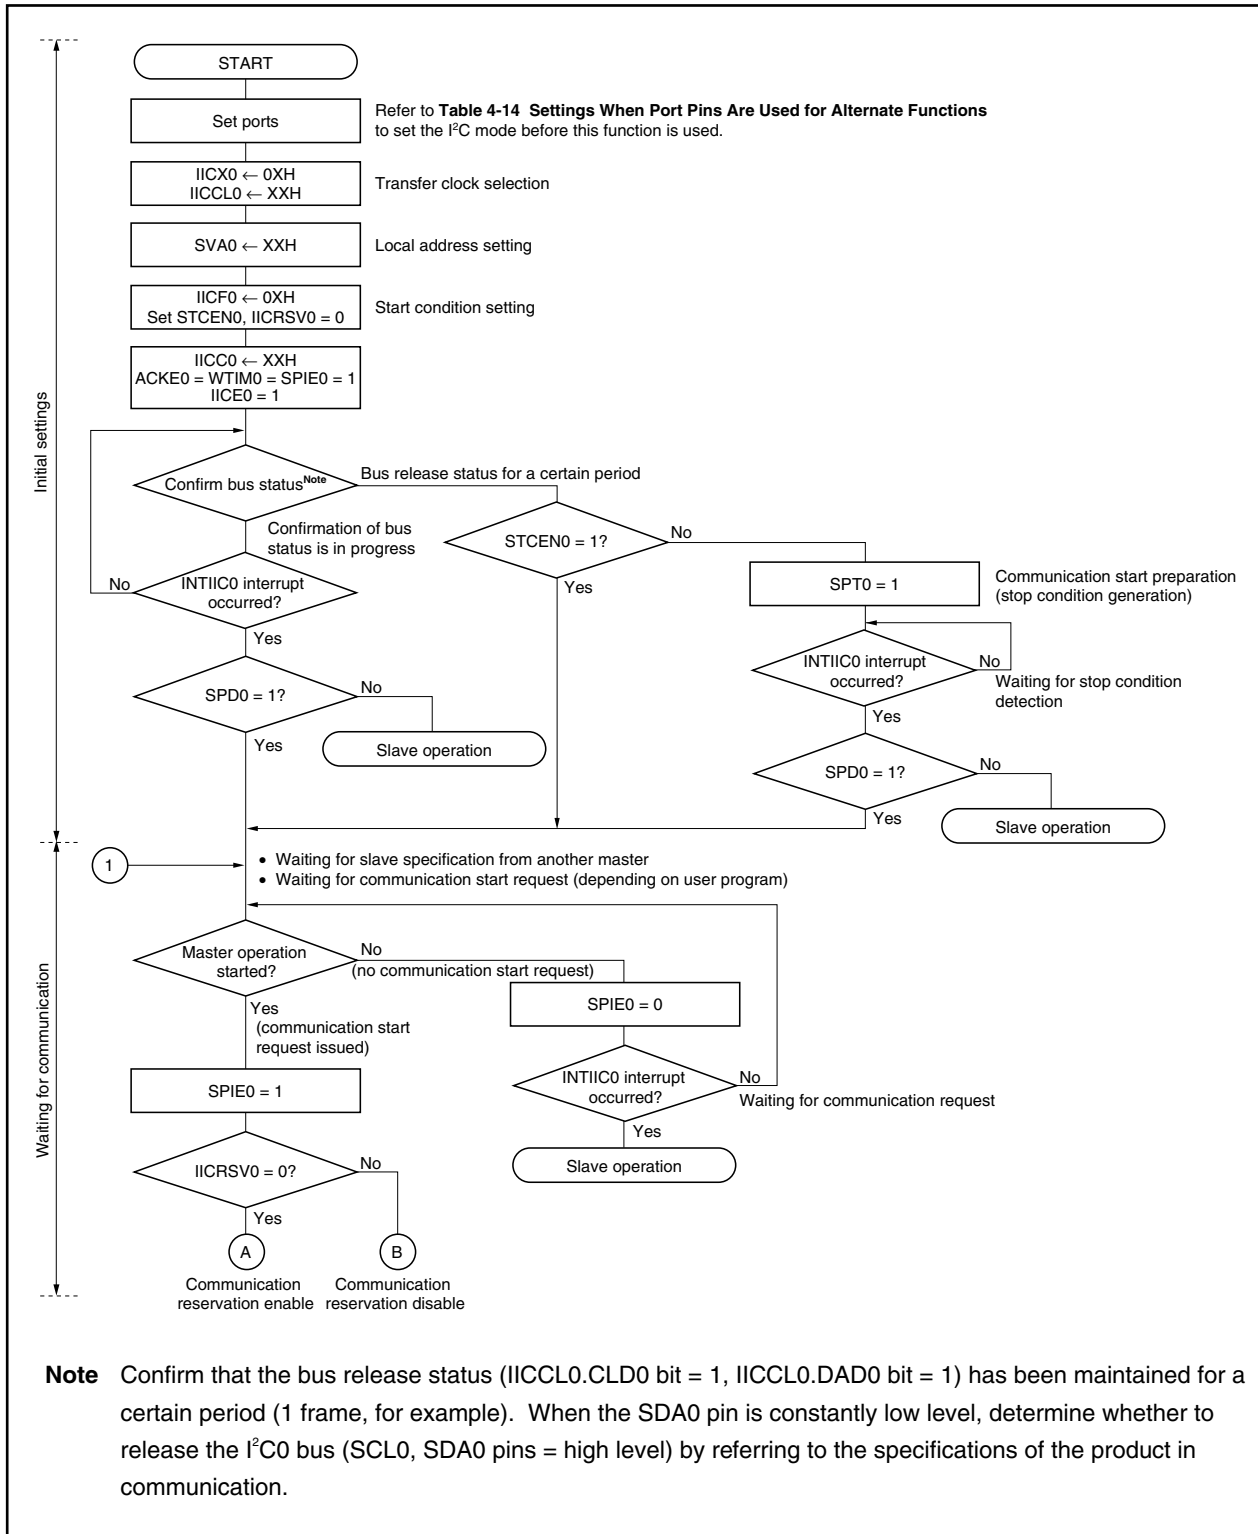 START
Set ports
Refer to Table 4-14 Settings When Port Pins Are Used for Alternate Functions
to set the I²C mode before this function is used.
IICX0 ← 0XH
IICCL0 ← XXH
Transfer clock selection
SVA0 ← XXH
Local address setting
IICF0 ← 0XH
Set STCEN0, IICRSV0 = 0
Start condition setting
IICC0 ← XXH
ACKE0 = WTIM0 = SPIE0 = 1
IICE0 = 1
Initial settings
Confirm bus statusNote
Bus release status for a certain period
Confirmation of bus
status is in progress
STCEN0 = 1?
No
Yes
SPT0 = 1
Communication start preparation
(stop condition generation)
No
INTIIC0 interrupt
occurred?
Yes
INTIIC0 interrupt
occurred?
No
Waiting for stop condition
detection
Yes
SPD0 = 1?
No
Yes
Slave operation
SPD0 = 1?
No
Yes
Slave operation
1
• Waiting for slave specification from another master
• Waiting for communication start request (depending on user program)
Waiting for communication
Master operation
started?
No
(no communication start request)
Yes
(communication start
request issued)
SPIE0 = 0
INTIIC0 interrupt
occurred?
No
Waiting for communication request
Yes
Slave operation
SPIE0 = 1
IICRSV0 = 0?
No
Yes
A
B
Communication
reservation enable
Communication
reservation disable
Note Confirm that the bus release status (IICCL0.CLD0 bit = 1, IICCL0.DAD0 bit = 1) has been maintained for a
certain period (1 frame, for example). When the SDA0 pin is constantly low level, determine whether to
release the I²C0 bus (SCL0, SDA0 pins = high level) by referring to the specifications of the product in
communication.